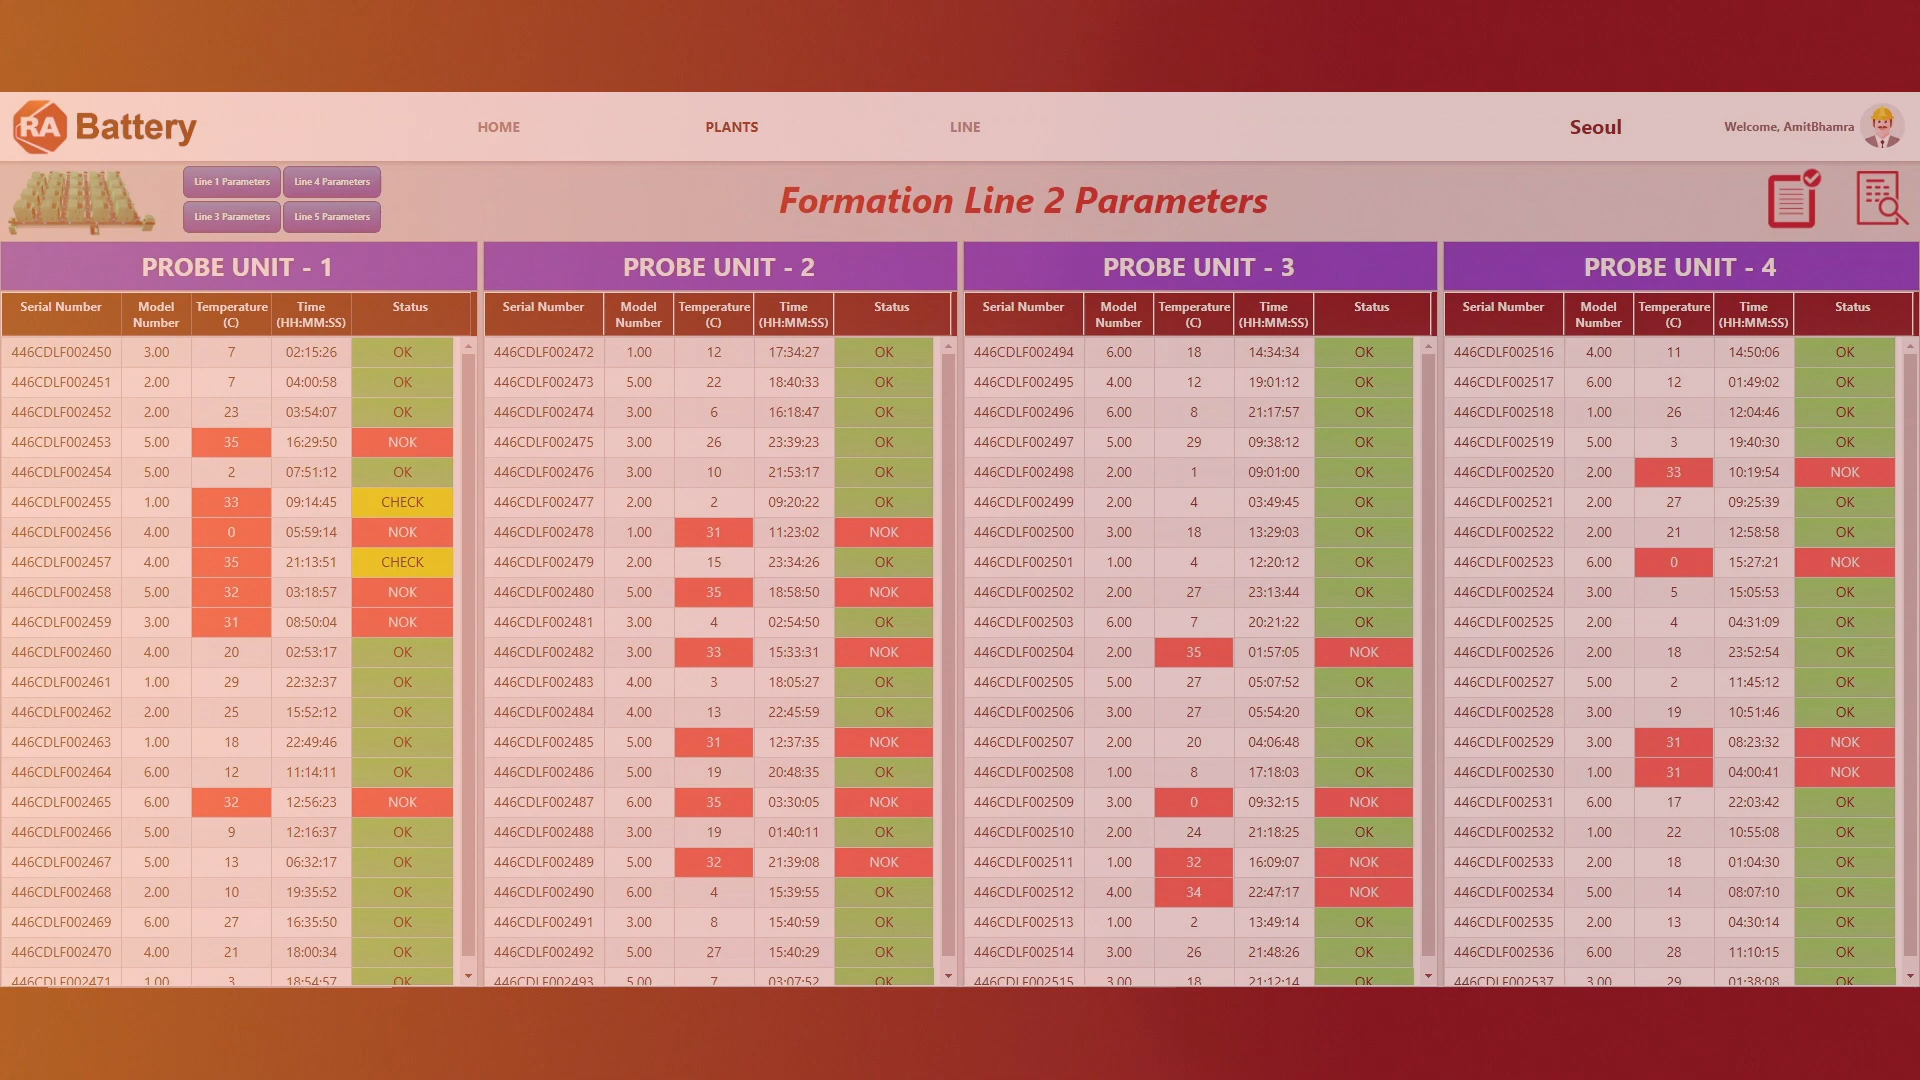 RA Battery
HOME
PLANTS
LINE
Seoul
Welcome, AmitBhamra
Line 1 Parameters
Line 4 Parameters
Line 3 Parameters
Line 5 Parameters
Formation Line 2 Parameters
PROBE UNIT - 1
Serial Number Model Number Temperature (C) Time (HH:MM:SS) Status
446CDLF002450 3.00 7 02:15:26 OK
446CDLF002451 2.00 7 04:00:58 OK
446CDLF002452 2.00 23 03:54:07 OK
446CDLF002453 5.00 35 16:29:50 NOK
446CDLF002454 5.00 2 07:51:12 OK
446CDLF002455 1.00 33 09:14:45 CHECK
446CDLF002456 4.00 0 05:59:14 NOK
446CDLF002457 4.00 35 21:13:51 CHECK
446CDLF002458 5.00 32 03:18:57 NOK
446CDLF002459 3.00 31 08:50:04 NOK
446CDLF002460 4.00 20 02:53:17 OK
446CDLF002461 1.00 29 22:32:37 OK
446CDLF002462 2.00 25 15:52:12 OK
446CDLF002463 1.00 18 22:49:46 OK
446CDLF002464 6.00 12 11:14:11 OK
446CDLF002465 6.00 32 12:56:23 NOK
446CDLF002466 5.00 9 12:16:37 OK
446CDLF002467 5.00 13 06:32:17 OK
446CDLF002468 2.00 10 19:35:52 OK
446CDLF002469 6.00 27 16:35:50 OK
446CDLF002470 4.00 21 18:00:34 OK
446CDLF002471 1.00 3 18:54:57 OK
PROBE UNIT - 2
Serial Number Model Number Temperature (C) Time (HH:MM:SS) Status
446CDLF002472 1.00 12 17:34:27 OK
446CDLF002473 5.00 22 18:40:33 OK
446CDLF002474 3.00 6 16:18:47 OK
446CDLF002475 3.00 26 23:39:23 OK
446CDLF002476 3.00 10 21:53:17 OK
446CDLF002477 2.00 2 09:20:22 OK
446CDLF002478 1.00 31 11:23:02 NOK
446CDLF002479 2.00 15 23:34:26 OK
446CDLF002480 5.00 35 18:58:50 NOK
446CDLF002481 3.00 4 02:54:50 OK
446CDLF002482 3.00 33 15:33:31 NOK
446CDLF002483 4.00 3 18:05:27 OK
446CDLF002484 4.00 13 22:45:59 OK
446CDLF002485 5.00 31 12:37:35 NOK
446CDLF002486 5.00 19 20:48:35 OK
446CDLF002487 6.00 35 03:30:05 NOK
446CDLF002488 3.00 19 01:40:11 OK
446CDLF002489 5.00 32 21:39:08 NOK
446CDLF002490 6.00 4 15:39:55 OK
446CDLF002491 3.00 8 15:40:59 OK
446CDLF002492 5.00 27 15:40:29 OK
446CDLF002493 5.00 7 03:07:52 OK
PROBE UNIT - 3
Serial Number Model Number Temperature (C) Time (HH:MM:SS) Status
446CDLF002494 6.00 18 14:34:34 OK
446CDLF002495 4.00 12 19:01:12 OK
446CDLF002496 6.00 8 21:17:57 OK
446CDLF002497 5.00 29 09:38:12 OK
446CDLF002498 2.00 1 09:01:00 OK
446CDLF002499 2.00 4 03:49:45 OK
446CDLF002500 3.00 18 13:29:03 OK
446CDLF002501 1.00 4 12:20:12 OK
446CDLF002502 2.00 27 23:13:44 OK
446CDLF002503 6.00 7 20:21:22 OK
446CDLF002504 2.00 35 01:57:05 NOK
446CDLF002505 5.00 27 05:07:52 OK
446CDLF002506 3.00 27 05:54:20 OK
446CDLF002507 2.00 20 04:06:48 OK
446CDLF002508 1.00 8 17:18:03 OK
446CDLF002509 3.00 0 09:32:15 NOK
446CDLF002510 2.00 24 21:18:25 OK
446CDLF002511 1.00 32 16:09:07 NOK
446CDLF002512 4.00 34 22:47:17 NOK
446CDLF002513 1.00 2 13:49:14 OK
446CDLF002514 3.00 26 21:48:26 OK
446CDLF002515 3.00 18 21:12:14 OK
PROBE UNIT - 4
Serial Number Model Number Temperature (C) Time (HH:MM:SS) Status
446CDLF002516 4.00 11 14:50:06 OK
446CDLF002517 6.00 12 01:49:02 OK
446CDLF002518 1.00 26 12:04:46 OK
446CDLF002519 5.00 3 19:40:30 OK
446CDLF002520 2.00 33 10:19:54 NOK
446CDLF002521 2.00 27 09:25:39 OK
446CDLF002522 2.00 21 12:58:58 OK
446CDLF002523 6.00 0 15:27:21 NOK
446CDLF002524 3.00 5 15:05:53 OK
446CDLF002525 2.00 4 04:31:09 OK
446CDLF002526 2.00 18 23:52:54 OK
446CDLF002527 5.00 2 11:45:12 OK
446CDLF002528 3.00 19 10:51:46 OK
446CDLF002529 3.00 31 08:23:32 NOK
446CDLF002530 1.00 31 04:00:41 NOK
446CDLF002531 6.00 17 22:03:42 OK
446CDLF002532 1.00 22 10:55:08 OK
446CDLF002533 2.00 18 01:04:30 OK
446CDLF002534 5.00 14 08:07:10 OK
446CDLF002535 2.00 13 04:30:14 OK
446CDLF002536 6.00 28 11:10:15 OK
446CDLF002537 3.00 29 01:38:08 OK